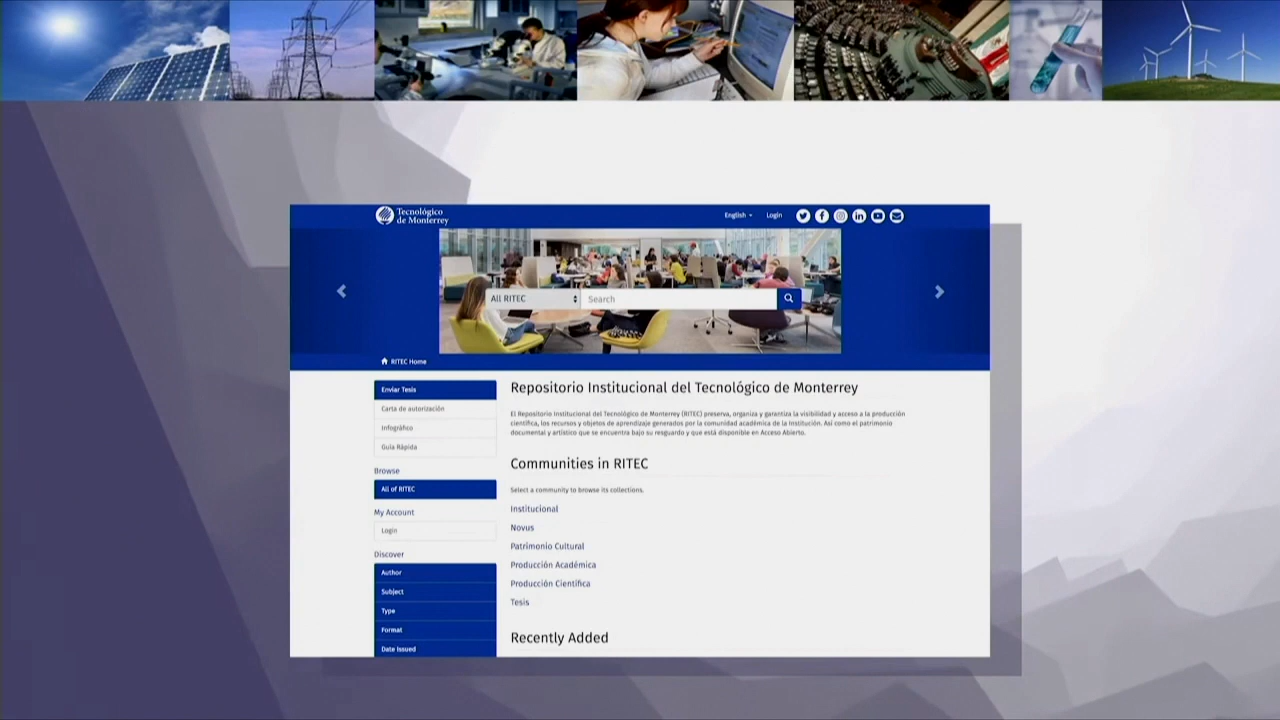 Tecnológico
de Monterrey
English
Login
All RITEC
Search
RITEC Home
Enviar Tesis
Carta de autorización
Infográfico
Guía Rápida
Browse
All of RITEC
My Account
Login
Discover
Author
Subject
Type
Format
Date Issued
Repositorio Institucional del Tecnológico de Monterrey
El Repositorio Institucional del Tecnológico de Monterrey (RITEC) preserva, organiza y garantiza la visibilidad y acceso a la producción
científica, los recursos y objetos de aprendizaje generados por la comunidad académica de la Institución. Así como el patrimonio
documental y artístico que se encuentra bajo su resguardo y que está disponible en Acceso Abierto.
Communities in RITEC
Select a community to browse its collections.
Institucional
Novus
Patrimonio Cultural
Producción Académica
Producción Científica
Tesis
Recently Added